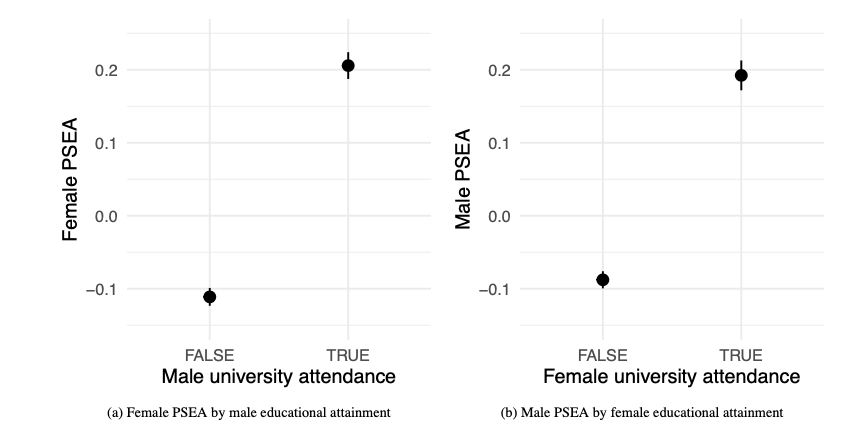 Female PSEA
0.2
0.1
0.0
−0.1
FALSE
TRUE
Male university attendance
(a) Female PSEA by male educational attainment
Male PSEA
0.2
0.1
0.0
−0.1
FALSE
TRUE
Female university attendance
(b) Male PSEA by female educational attainment